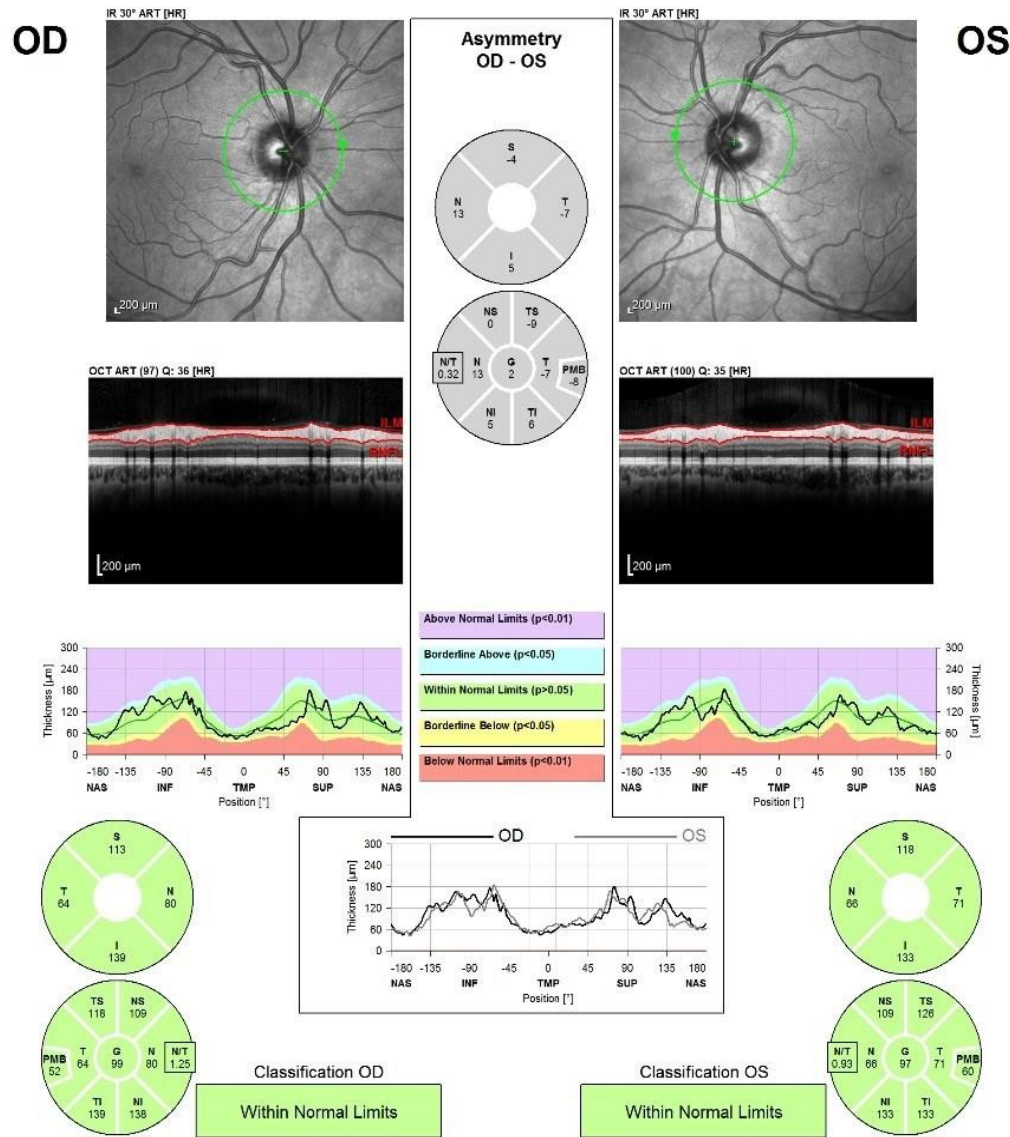 OD
IR 30° ART [HR]
200 µm
Asymmetry
OD - OS
IR 30° ART [HR]
OS
200 µm
S
-4
N
13
T
-7
I
5
NS
0
TS
-9
N/T
0.32
N
13
G
2
T
-7
PMB
-8
NI
5
TI
6
OCT ART (97) Q: 36 [HR]
ILM
RNFL
200 µm
OCT ART (100) Q: 35 [HR]
ILM
RNFL
200 µm
Above Normal Limits (p<0.01)
Borderline Above (p<0.05)
Within Normal Limits (p>0.05)
Borderline Below (p<0.05)
Below Normal Limits (p<0.01)
Thickness [µm]
300
240
180
120
60
0
-180 -135 -90 -45 0 45 90 135 180
NAS INF TMP SUP NAS
Position [°]
300
240
180
120
60
0
Thickness [µm]
-180 -135 -90 -45 0 45 90 135 180
NAS INF TMP SUP NAS
Position [°]
OD
OS
Thickness [µm]
300
240
180
120
60
0
-180 -135 -90 -45 0 45 90 135 180
NAS INF TMP SUP NAS
Position [°]
S
113
T
64
N
80
I
139
TS
118
NS
109
PMB
52
T
64
G
99
N
80
N/T
1.25
TI
139
NI
138
Classification OD
Within Normal Limits
S
118
N
66
T
71
I
133
NS
109
TS
126
N/T
0.93
N
66
G
97
T
71
PMB
60
NI
133
TI
133
Classification OS
Within Normal Limits